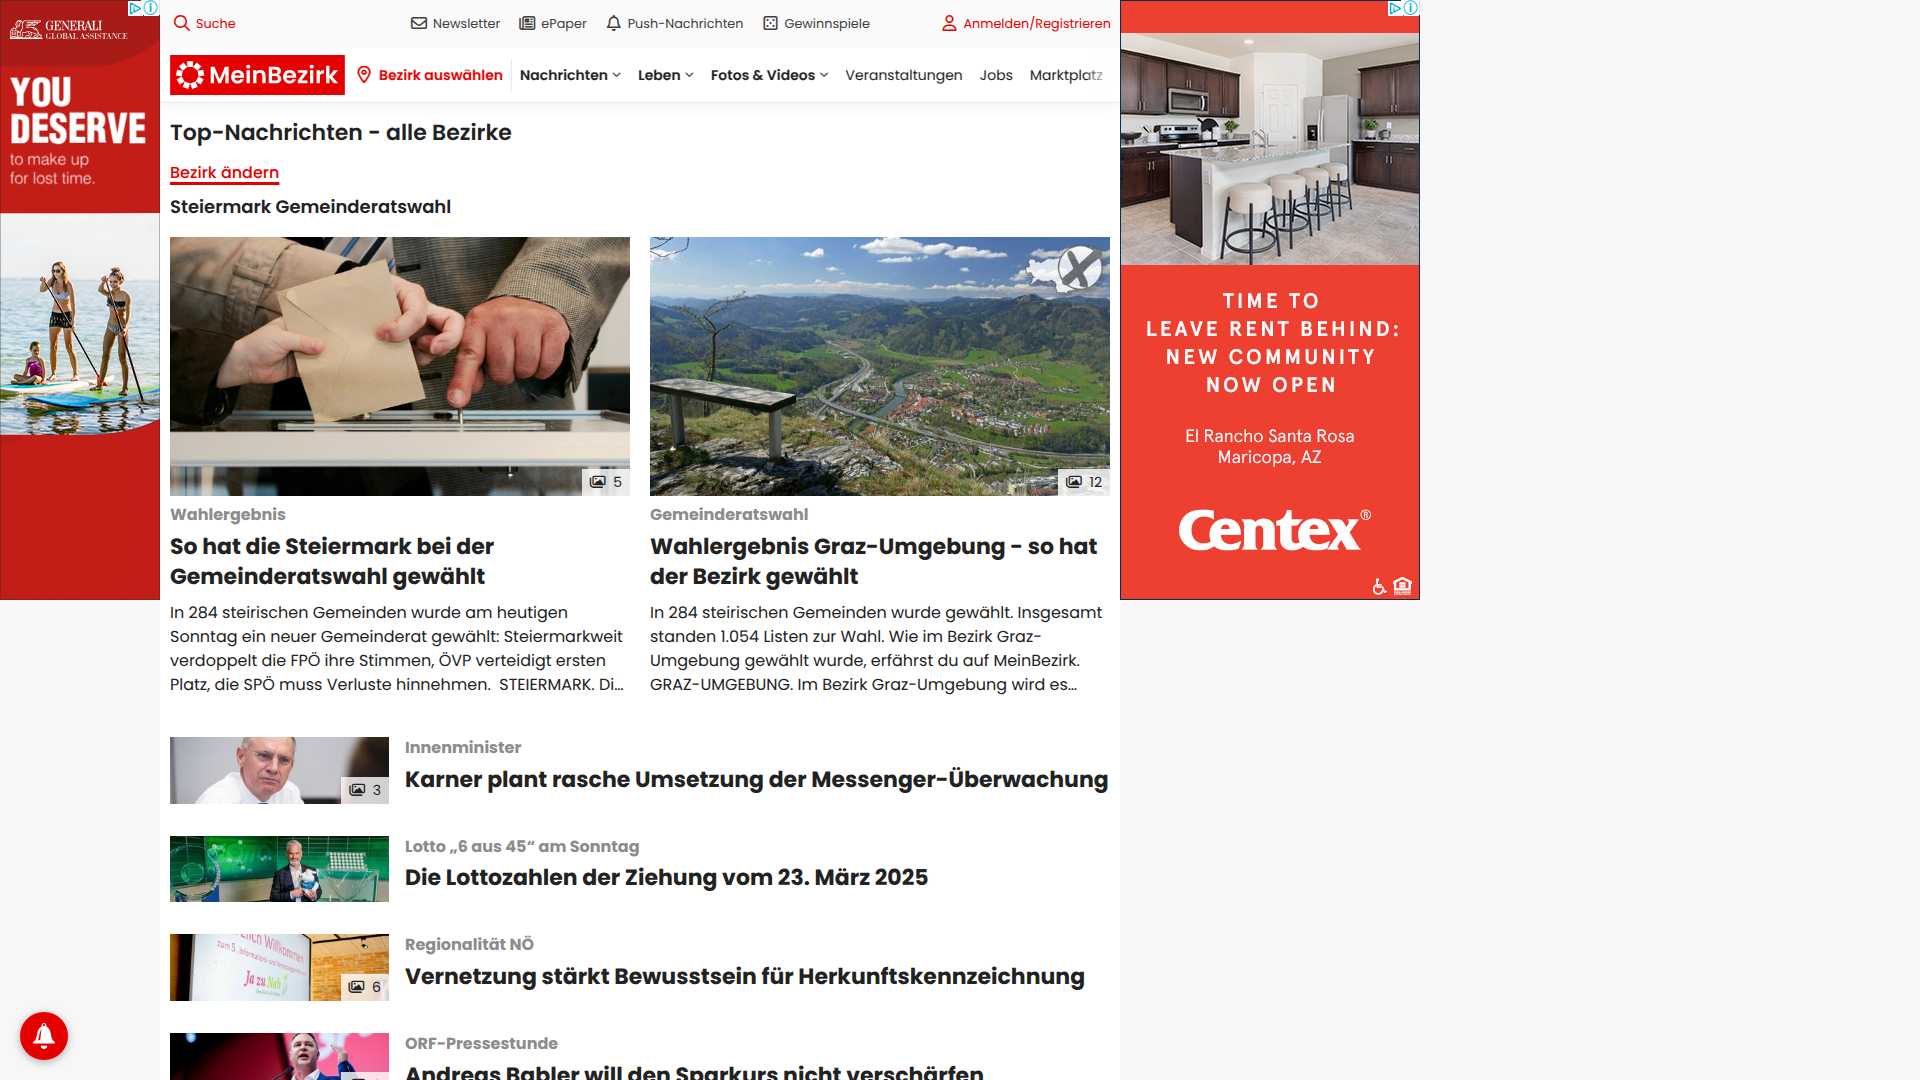 GENERALI
GLOBAL ASSISTANCE
YOU
DESERVE
to make up
for lost time.
Suche
Newsletter
ePaper
Push-Nachrichten
Gewinnspiele
Anmelden/Registrieren
MeinBezirk
Bezirk auswählen
Nachrichten
Leben
Fotos & Videos
Veranstaltungen
Jobs
Marktplatz
Top-Nachrichten - alle Bezirke
Bezirk ändern
Steiermark Gemeinderatswahl
5
Wahlergebnis
So hat die Steiermark bei der
Gemeinderatswahl gewählt
In 284 steirischen Gemeinden wurde am heutigen
Sonntag ein neuer Gemeinderat gewählt: Steiermarkweit
verdoppelt die FPÖ ihre Stimmen, ÖVP verteidigt ersten
Platz, die SPÖ muss Verluste hinnehmen. STEIERMARK. Di...
12
Gemeinderatswahl
Wahlergebnis Graz-Umgebung - so hat
der Bezirk gewählt
In 284 steirischen Gemeinden wurde gewählt. Insgesamt
standen 1.054 Listen zur Wahl. Wie im Bezirk Graz-
Umgebung gewählt wurde, erfährst du auf MeinBezirk.
GRAZ-UMGEBUNG. Im Bezirk Graz-Umgebung wird es...
3
Innenminister
Karner plant rasche Umsetzung der Messenger-Überwachung
Lotto „6 aus 45“ am Sonntag
Die Lottozahlen der Ziehung vom 23. März 2025
Willkommen
Ja zu Nah
6
Regionalität NÖ
Vernetzung stärkt Bewusstsein für Herkunftskennzeichnung
ORF-Pressestunde
Andreas Babler will den Sparkurs nicht verschärfen
TIME TO
LEAVE RENT BEHIND:
NEW COMMUNITY
NOW OPEN
El Rancho Santa Rosa
Maricopa, AZ
Centex®